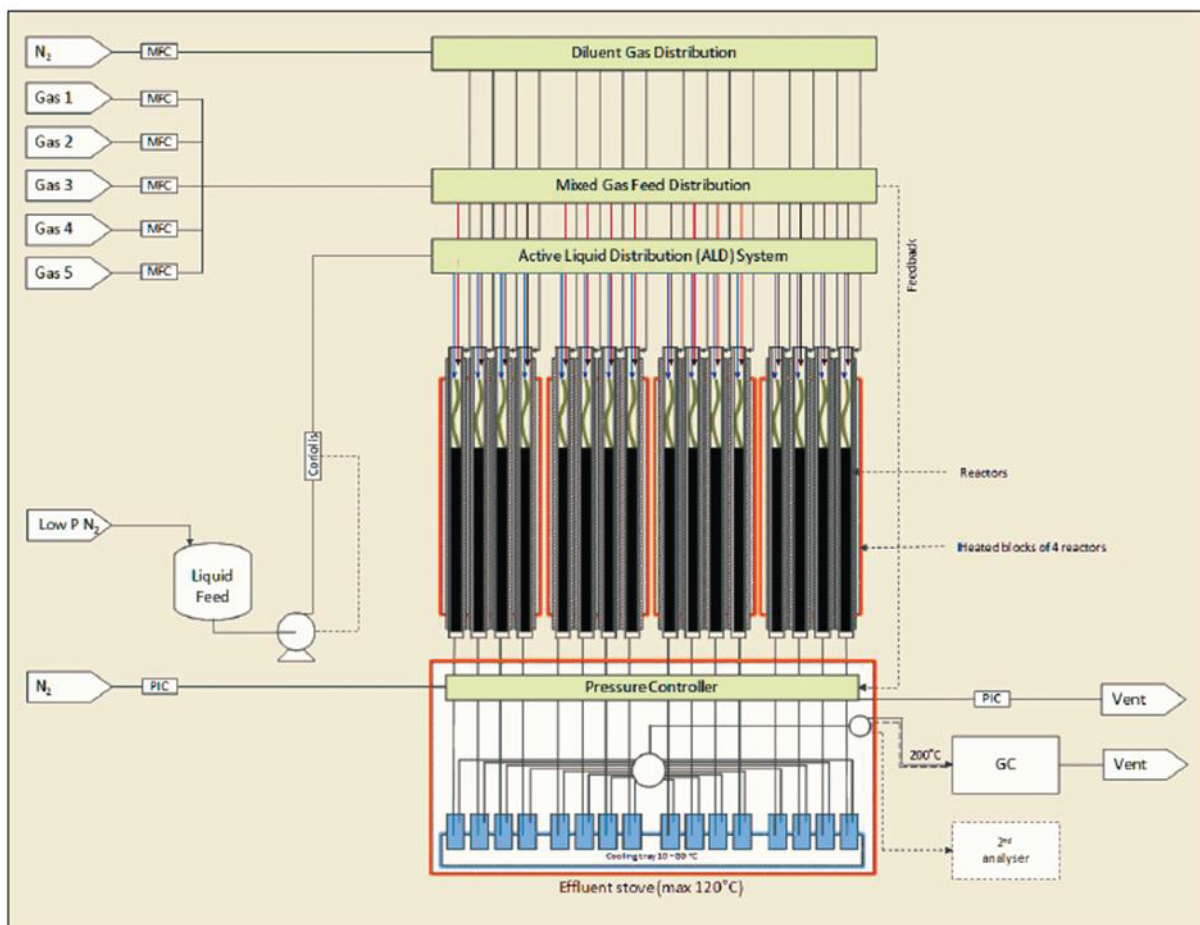 N2
MFC
Diluent Gas Distribution
Gas 1
MFC
Gas 2
MFC
Gas 3
MFC
Mixed Gas Feed Distribution
Gas 4
MFC
Gas 5
MFC
Active Liquid Distribution (ALD) System
Feedback
Coriolis
Reactors
Low P N2
Heated blocks of 4 reactors
Liquid
Feed
N2
PIC
Pressure Controller
PIC
Vent
200°C
GC
Vent
2nd
analyser
Cooling tray 10 - 80 °C
Effluent stove (max 120°C)